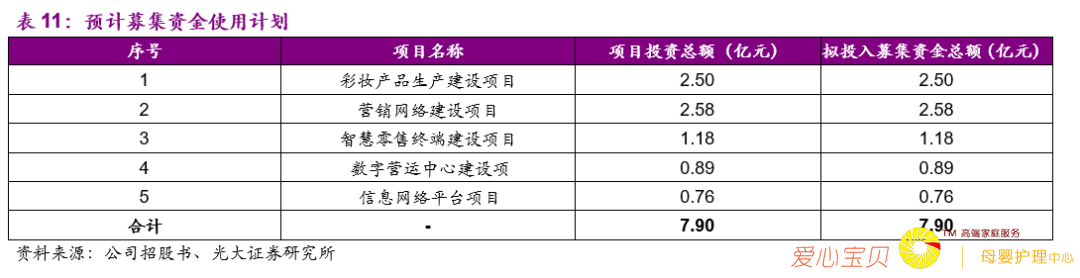 表 11：预计募集资金使用计划
序号 项目名称 项目投资总额（亿元） 拟投入募集资金总额（亿元）
1 彩妆产品生产建设项目 2.50 2.50
2 营销网络建设项目 2.58 2.58
3 智慧零售终端建设项目 1.18 1.18
4 数字营运中心建设项 0.89 0.89
5 信息网络平台项目 0.76 0.76
合计 - 7.90 7.90
资料来源：公司招股书、光大证券研究所
爱心宝贝 TM 高端家庭服务 母婴护理中心